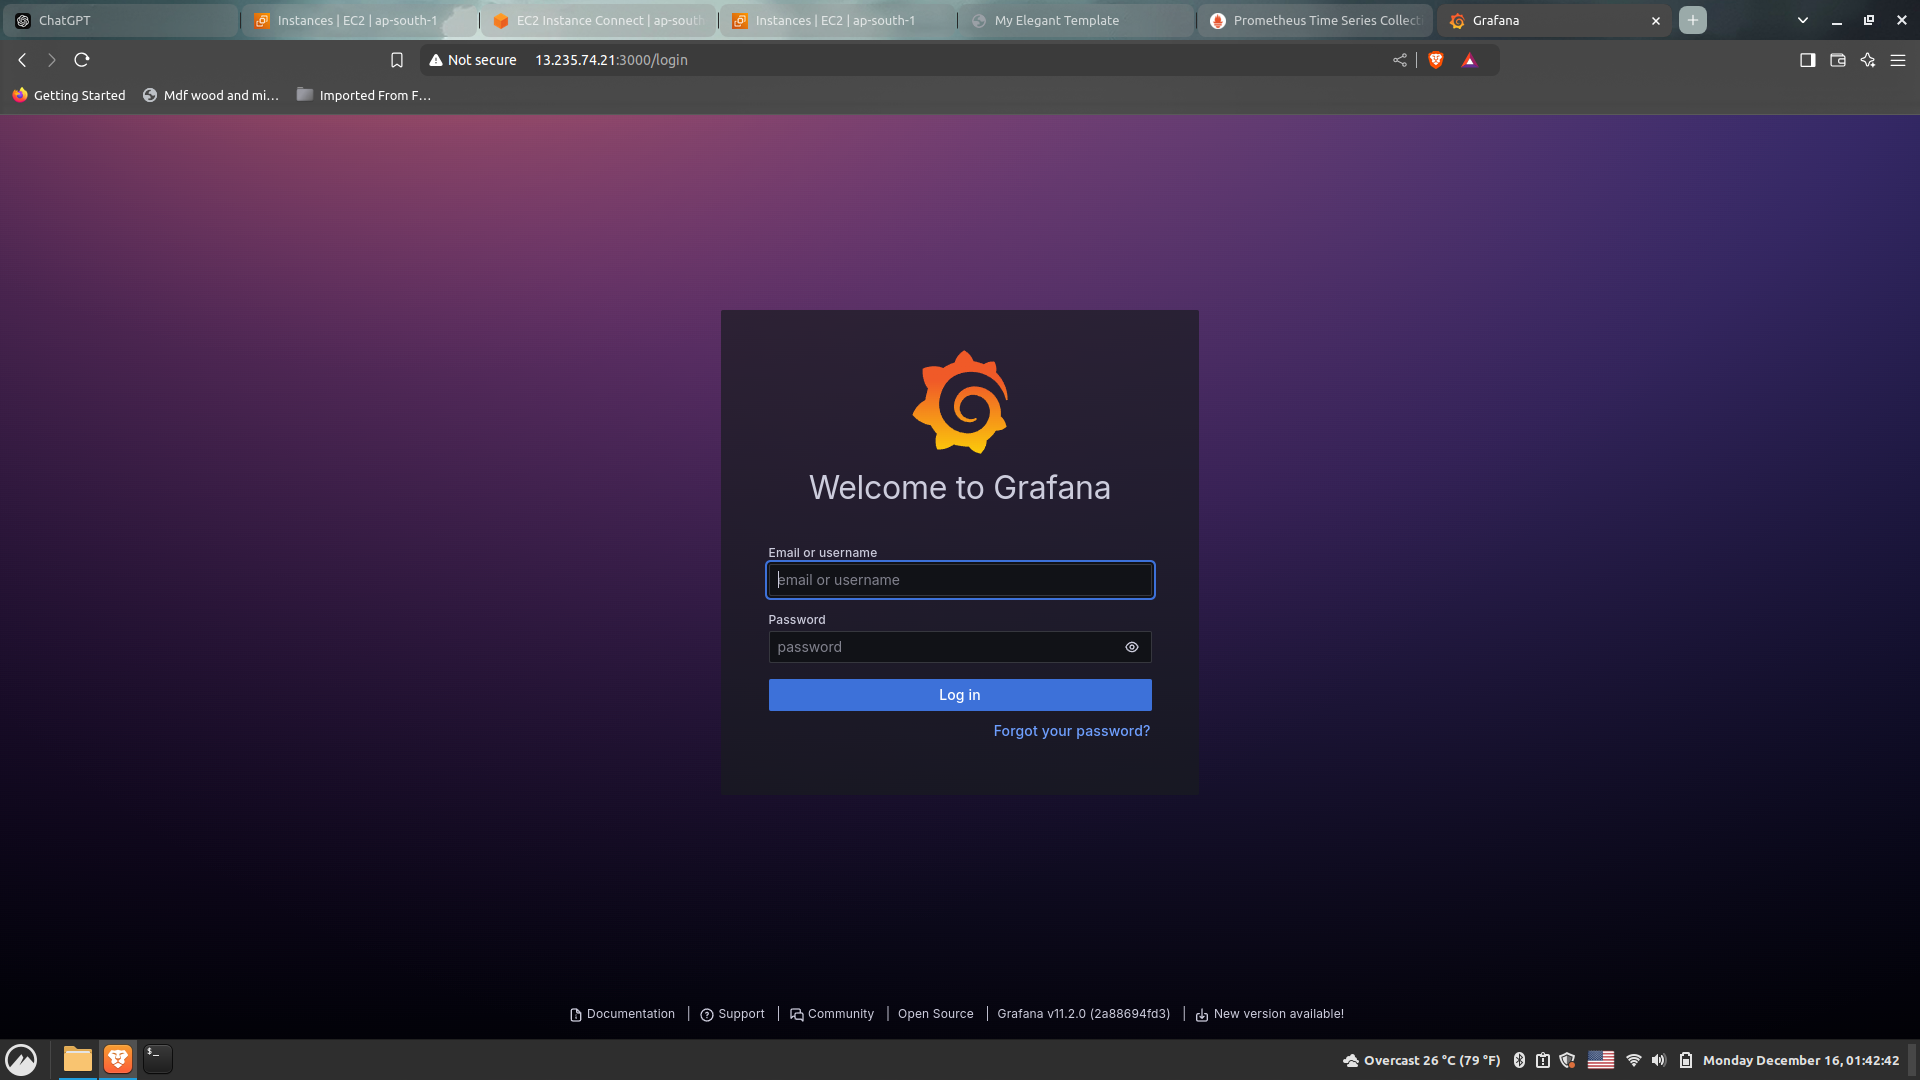 ChatGPT
Instances | EC2 | ap-south-1
EC2 Instance Connect | ap-south
Instances | EC2 | ap-south-1
My Elegant Template
Prometheus Time Series Collecti
Grafana
Not secure
13.235.74.21:3000/login
Getting Started
Mdf wood and mi...
Imported From F...
Welcome to Grafana
Email or username
email or username
Password
password
Log in
Forgot your password?
Documentation
Support
Community
Open Source
Grafana v11.2.0 (2a88694fd3)
New version available!
$_
Overcast 26 °C (79 °F)
Monday December 16, 01:42:42